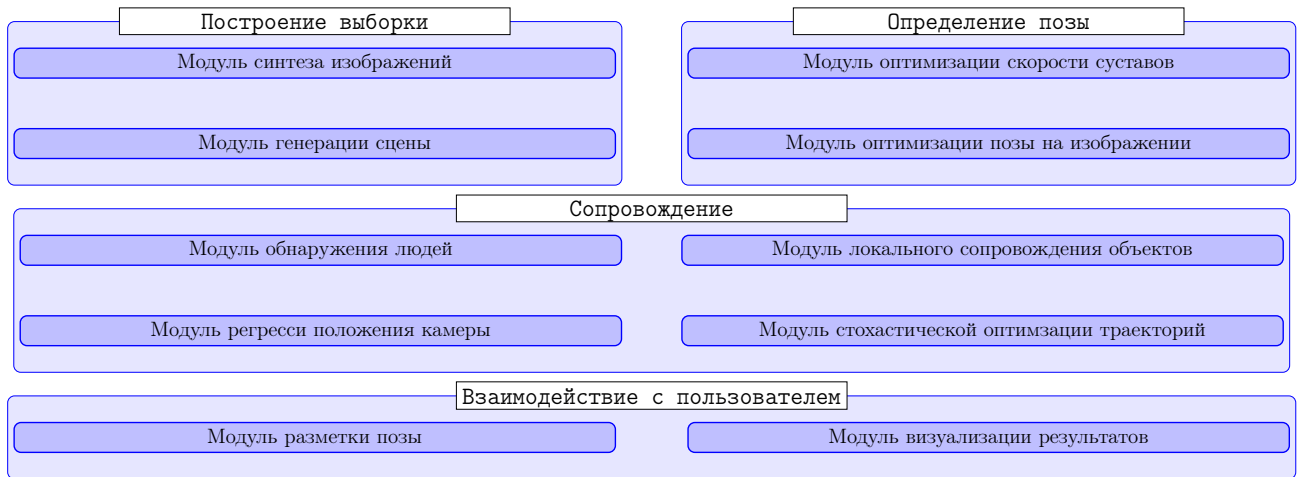 Построение выборки
Модуль синтеза изображений
Модуль генерации сцены
Определение позы
Модуль оптимизации скорости суставов
Модуль оптимизации позы на изображении
Сопровождение
Модуль обнаружения людей
Модуль локального сопровождения объектов
Модуль регресси положения камеры
Модуль стохастической оптимзации траекторий
Взаимодействие с пользователем
Модуль разметки позы
Модуль визуализации результатов